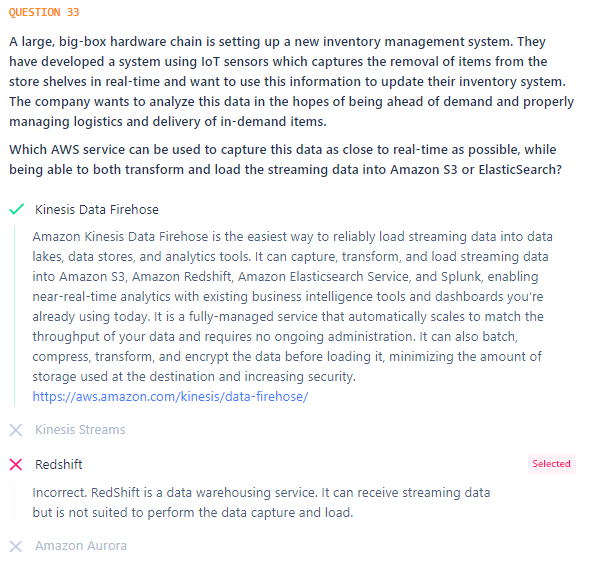 QUESTION 33
A large, big-box hardware chain is setting up a new inventory management system. They
have developed a system using IoT sensors which captures the removal of items from the
store shelves in real-time and want to use this information to update their inventory system.
The company wants to analyze this data in the hopes of being ahead of demand and properly
managing logistics and delivery of in-demand items.
Which AWS service can be used to capture this data as close to real-time as possible, while
being able to both transform and load the streaming data into Amazon S3 or ElasticSearch?
Kinesis Data Firehose
Amazon Kinesis Data Firehose is the easiest way to reliably load streaming data into data
lakes, data stores, and analytics tools. It can capture, transform, and load streaming data
into Amazon S3, Amazon Redshift, Amazon Elasticsearch Service, and Splunk, enabling
near-real-time analytics with existing business intelligence tools and dashboards you're
already using today. It is a fully-managed service that automatically scales to match the
throughput of your data and requires no ongoing administration. It can also batch,
compress, transform, and encrypt the data before loading it, minimizing the amount of
storage used at the destination and increasing security.
https://aws.amazon.com/kinesis/data-firehose/
Kinesis Streams
Redshift Selected
Incorrect. RedShift is a data warehousing service. It can receive streaming data
but is not suited to perform the data capture and load.
Amazon Aurora